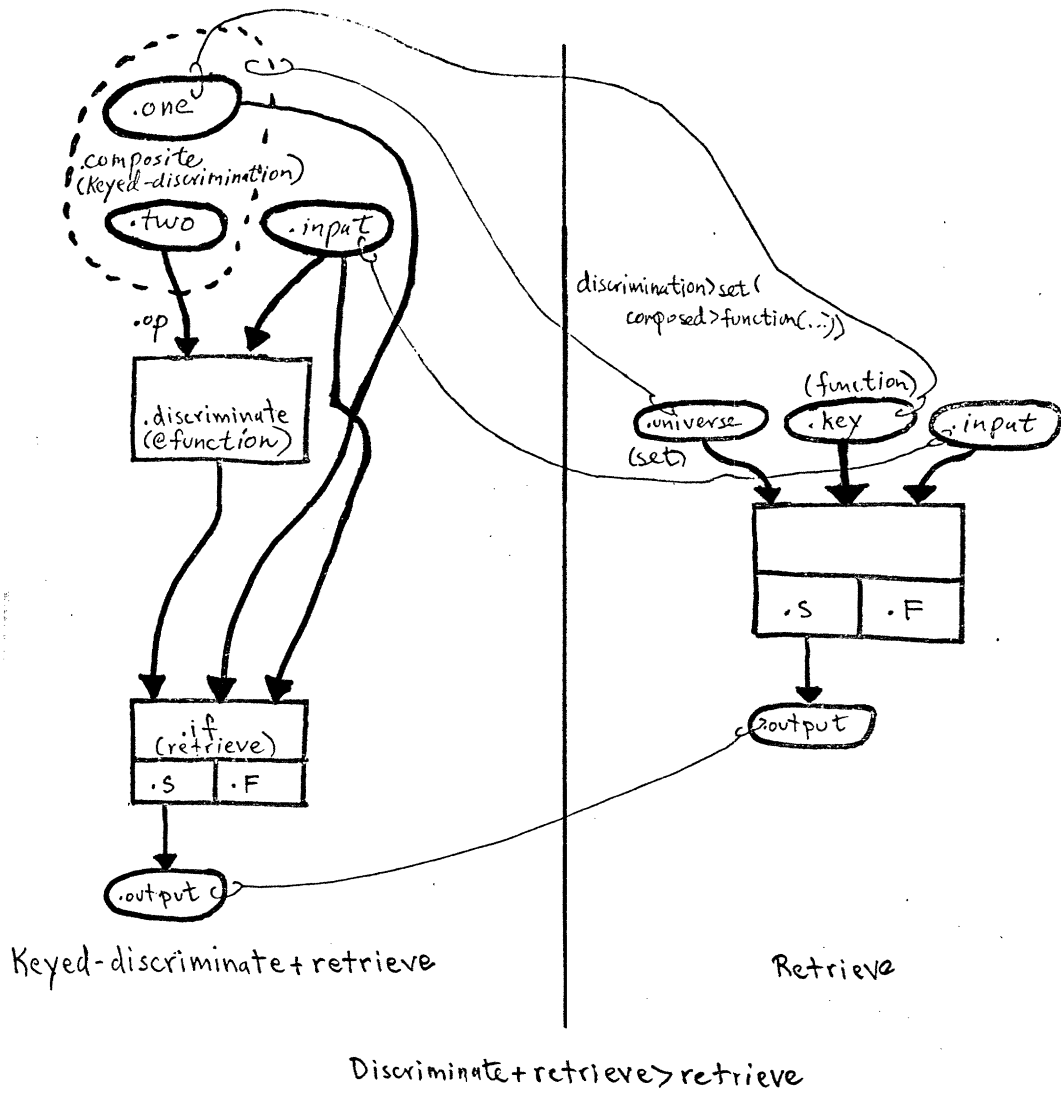 .one
.composite
(keyed-discrimination)
.two
.input
.op
.discriminate
(@function)
.if
(retrieve)
.S
.F
.output
Keyed-discriminate+retrieve
discrimination>set(
composed>function(...))
(function)
.universe
.key
.input
(set)
.S
.F
.output
Retrieve
Discriminate+retrieve>retrieve